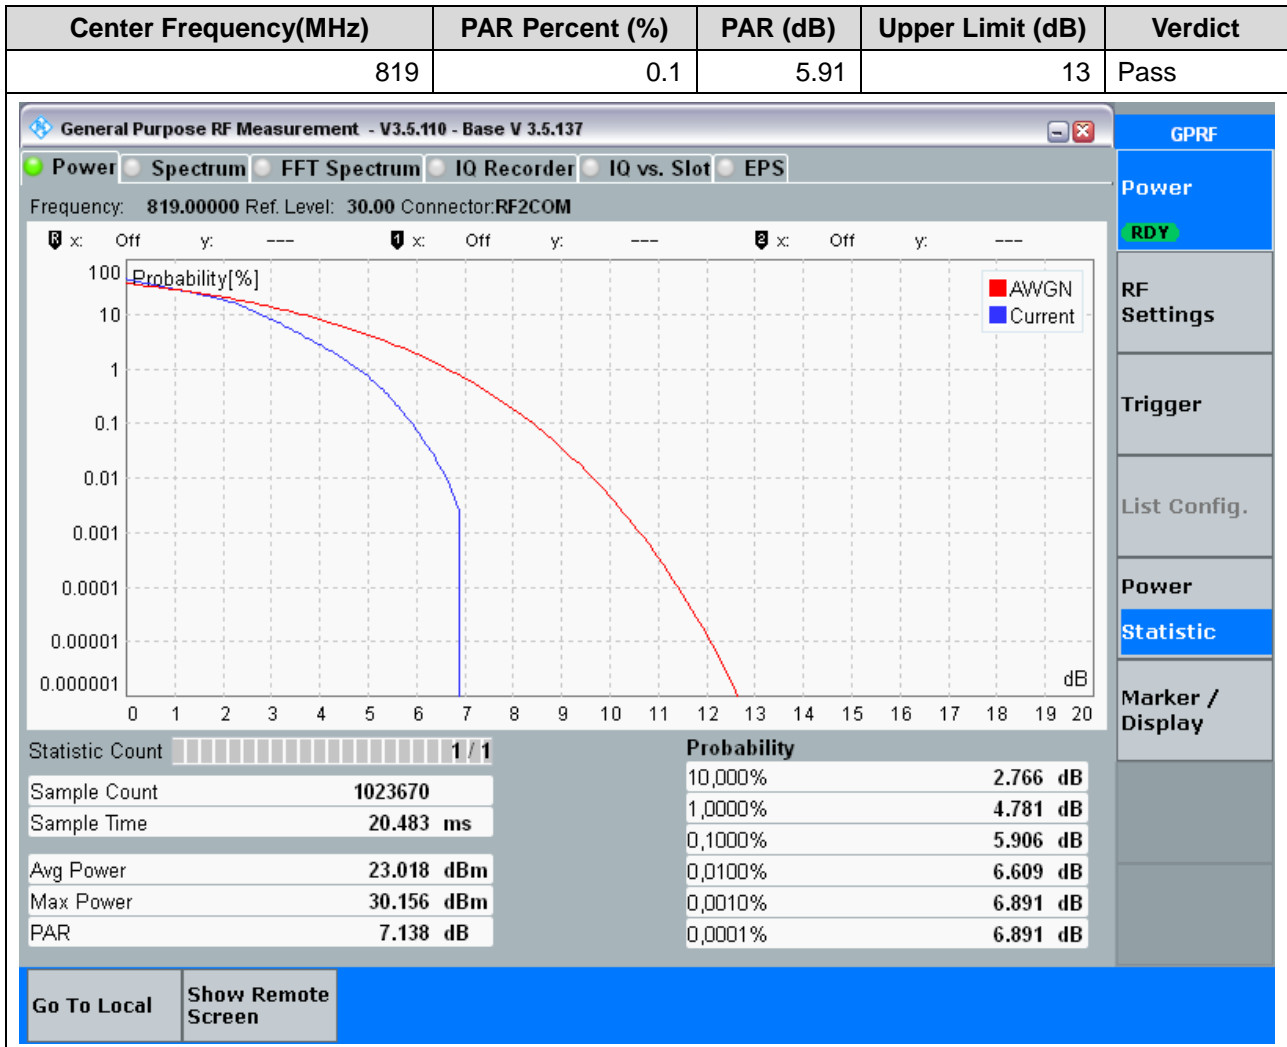 Center Frequency(MHz) PAR Percent (%) PAR (dB) Upper Limit (dB) Verdict
819 0.1 5.91 13 Pass
General Purpose RF Measurement - V3.5.110 - Base V 3.5.137
GPRF
Power Spectrum FFT Spectrum IQ Recorder IQ vs. Slot EPS
Frequency: 819.00000 Ref. Level: 30.00 Connector:RF2COM
R x: Off y: --- 1 x: Off y: --- 2 x: Off y: ---
Probability[%]
AWGN
Current
100
10
1
0.1
0.01
0.001
0.0001
0.00001
0.000001
dB
0 1 2 3 4 5 6 7 8 9 10 11 12 13 14 15 16 17 18 19 20
Statistic Count 1 / 1
Sample Count 1023670
Sample Time 20.483 ms
Avg Power 23.018 dBm
Max Power 30.156 dBm
PAR 7.138 dB
Probability
10,000% 2.766 dB
1,0000% 4.781 dB
0,1000% 5.906 dB
0,0100% 6.609 dB
0,0010% 6.891 dB
0,0001% 6.891 dB
Power
RDY
RF
Settings
Trigger
List Config.
Power
Statistic
Marker /
Display
Go To Local
Show Remote
Screen